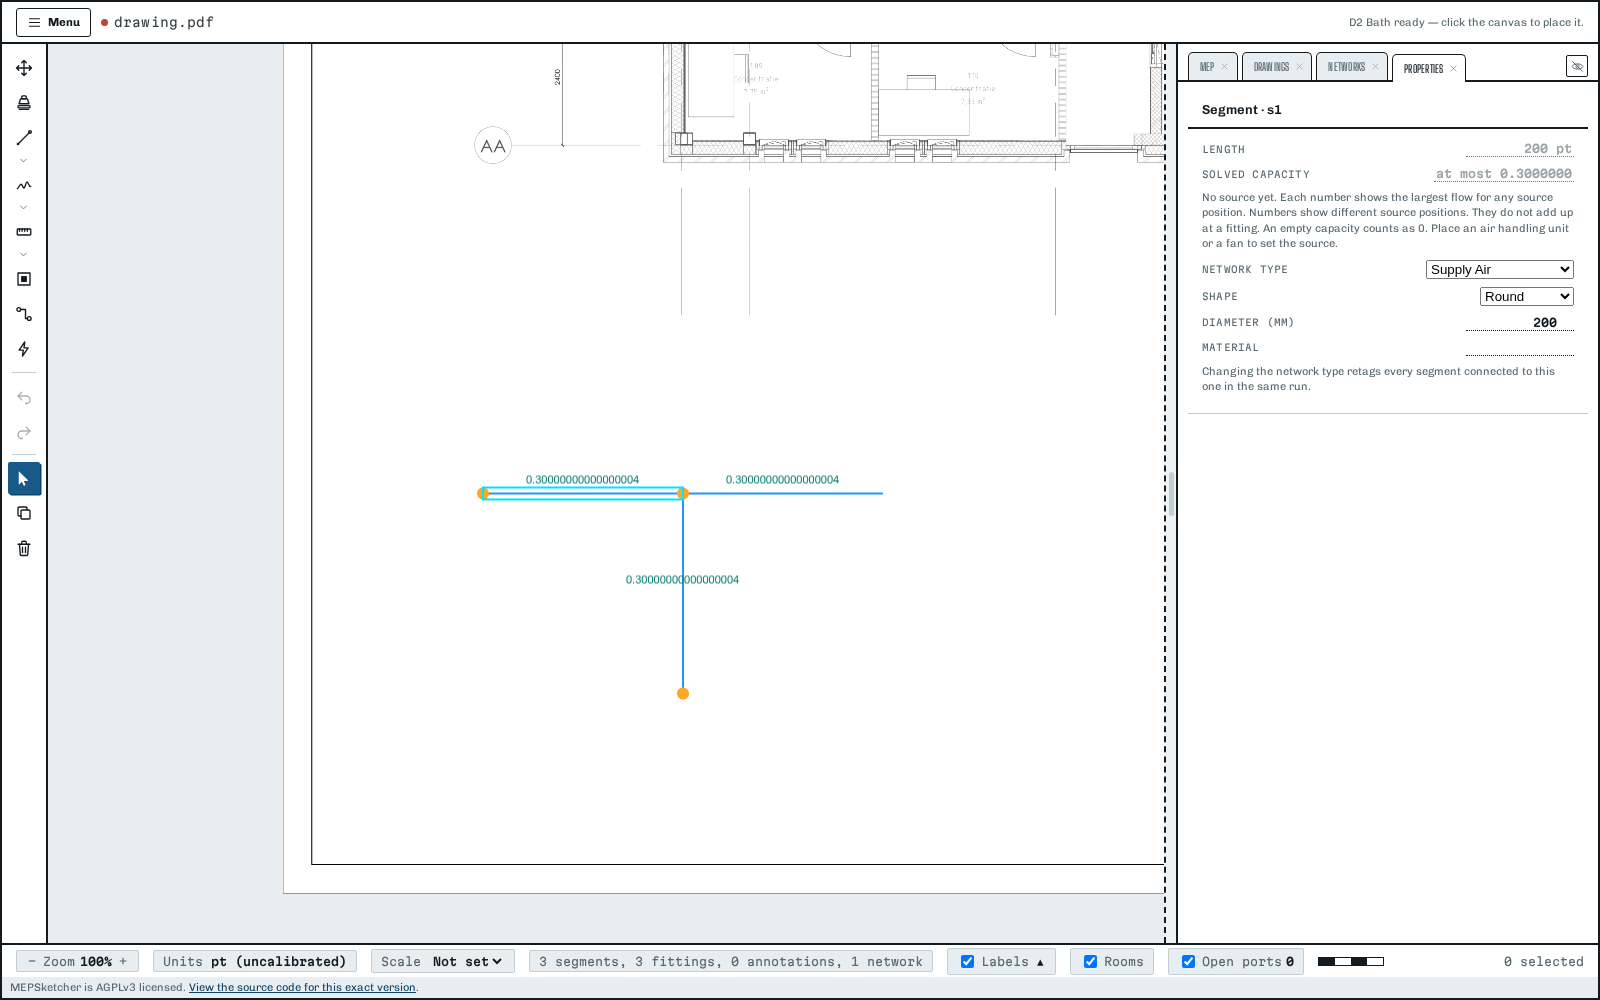 Menu
drawing.pdf
D2 Bath ready — click the canvas to place it.
MEP
DRAWINGS
NETWORKS
PROPERTIES
2400
109
7,79 m²
AA
Segment · s1
LENGTH 200 pt
SOLVED CAPACITY at most 0.3000000
No source yet. Each number shows the largest flow for any source
position. Numbers show different source positions. They do not add up
at a fitting. An empty capacity counts as 0. Place an air handling unit
or a fan to set the source.
NETWORK TYPE Supply Air
SHAPE Round
DIAMETER (MM) 200
MATERIAL
Changing the network type retags every segment connected to this
one in the same run.
0.30000000000000004
0.30000000000000004
0.30000000000000004
− Zoom 100% +
Units pt (uncalibrated)
Scale Not set
3 segments, 3 fittings, 0 annotations, 1 network
Labels ▲
Rooms
Open ports 0
0 selected
MEPSketcher is AGPLv3 licensed. View the source code for this exact version.